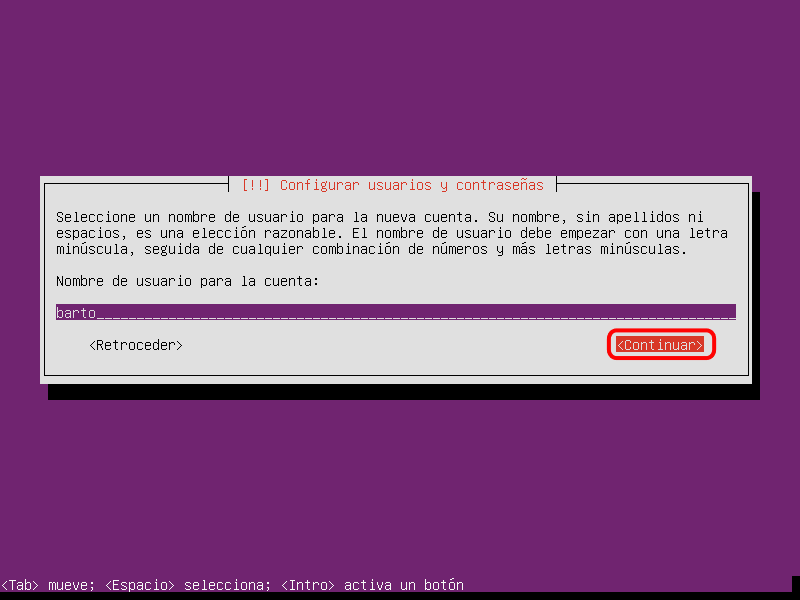 [!!] Configurar usuarios y contraseñas
Seleccione un nombre de usuario para la nueva cuenta. Su nombre, sin apellidos ni
espacios, es una elección razonable. El nombre de usuario debe empezar con una letra
minúscula, seguida de cualquier combinación de números y más letras minúsculas.
Nombre de usuario para la cuenta:
barto
<Retroceder> <Continuar>
<Tab> mueve; <Espacio> selecciona; <Intro> activa un botón